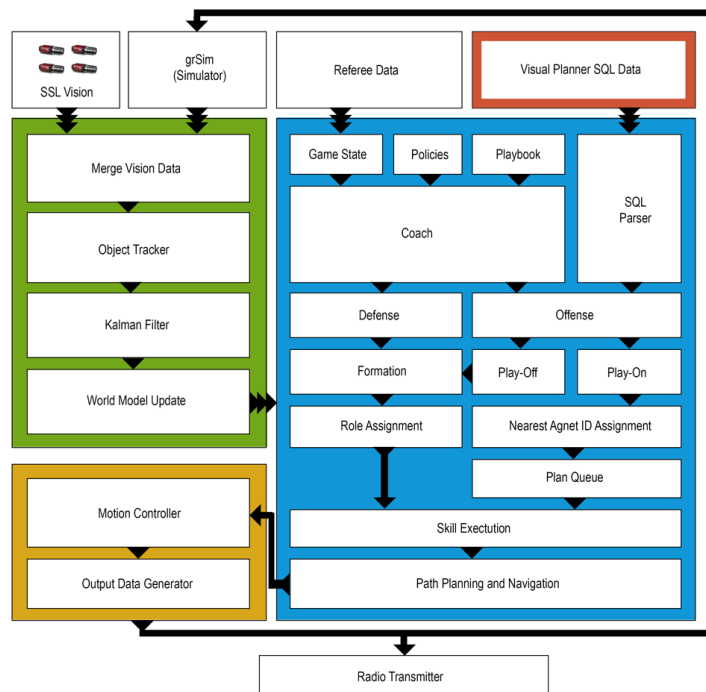 SSL Vision
grSim
(Simulator)
Referee Data
Visual Planner SQL Data
Merge Vision Data
Object Tracker
Kalman Filter
World Model Update
Game State
Policies
Playbook
SQL
Parser
Coach
Defense
Offense
Formation
Play-Off
Play-On
Role Assignment
Nearest Agnet ID Assignment
Plan Queue
Skill Exectution
Path Planning and Navigation
Motion Controller
Output Data Generator
Radio Transmitter